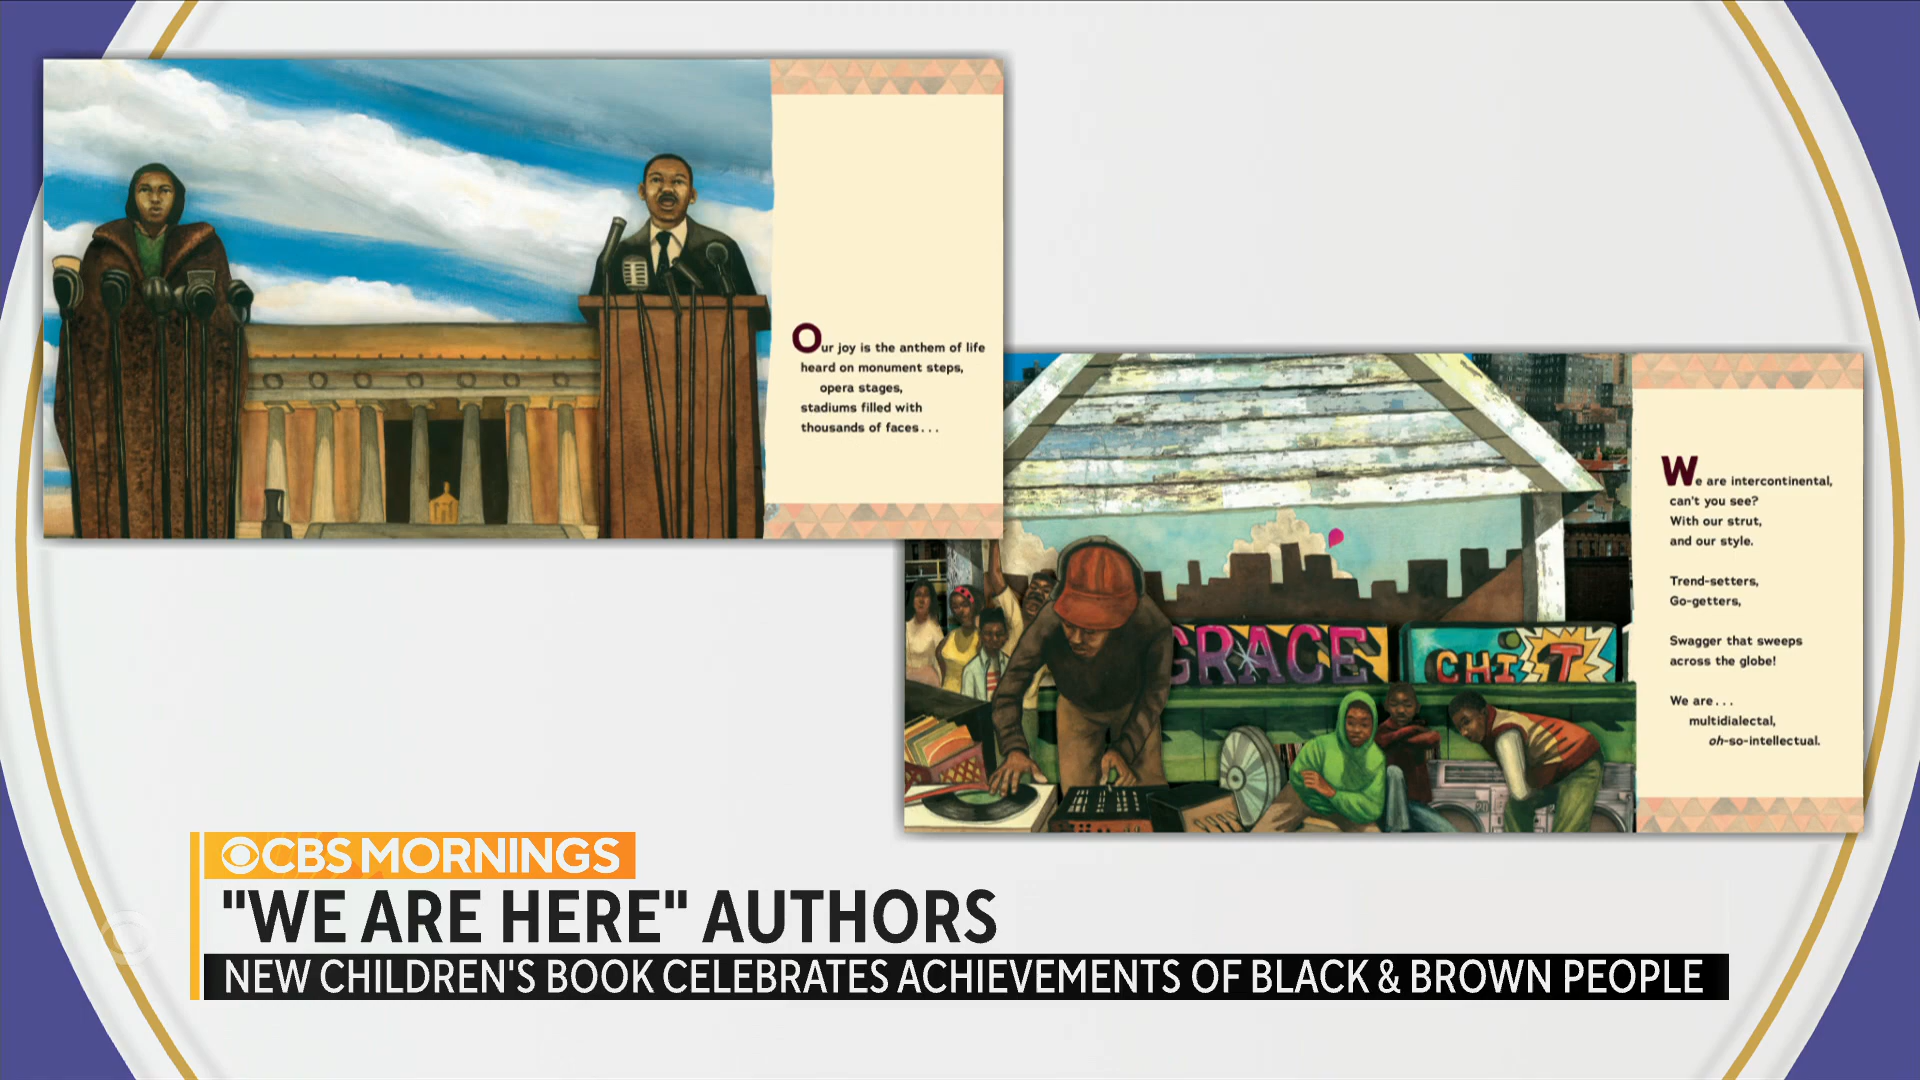 Our joy is the anthem of life
heard on monument steps,
opera stages,
stadiums filled with
thousands of faces...
We are intercontinental,
can't you see?
With our strut,
and our style.
Trend-setters,
Go-getters,
Swagger that sweeps
across the globe!
We are...
multidialectal,
oh-so-intellectual.
GRACE
CHI T
CBS MORNINGS
"WE ARE HERE" AUTHORS
NEW CHILDREN'S BOOK CELEBRATES ACHIEVEMENTS OF BLACK & BROWN PEOPLE